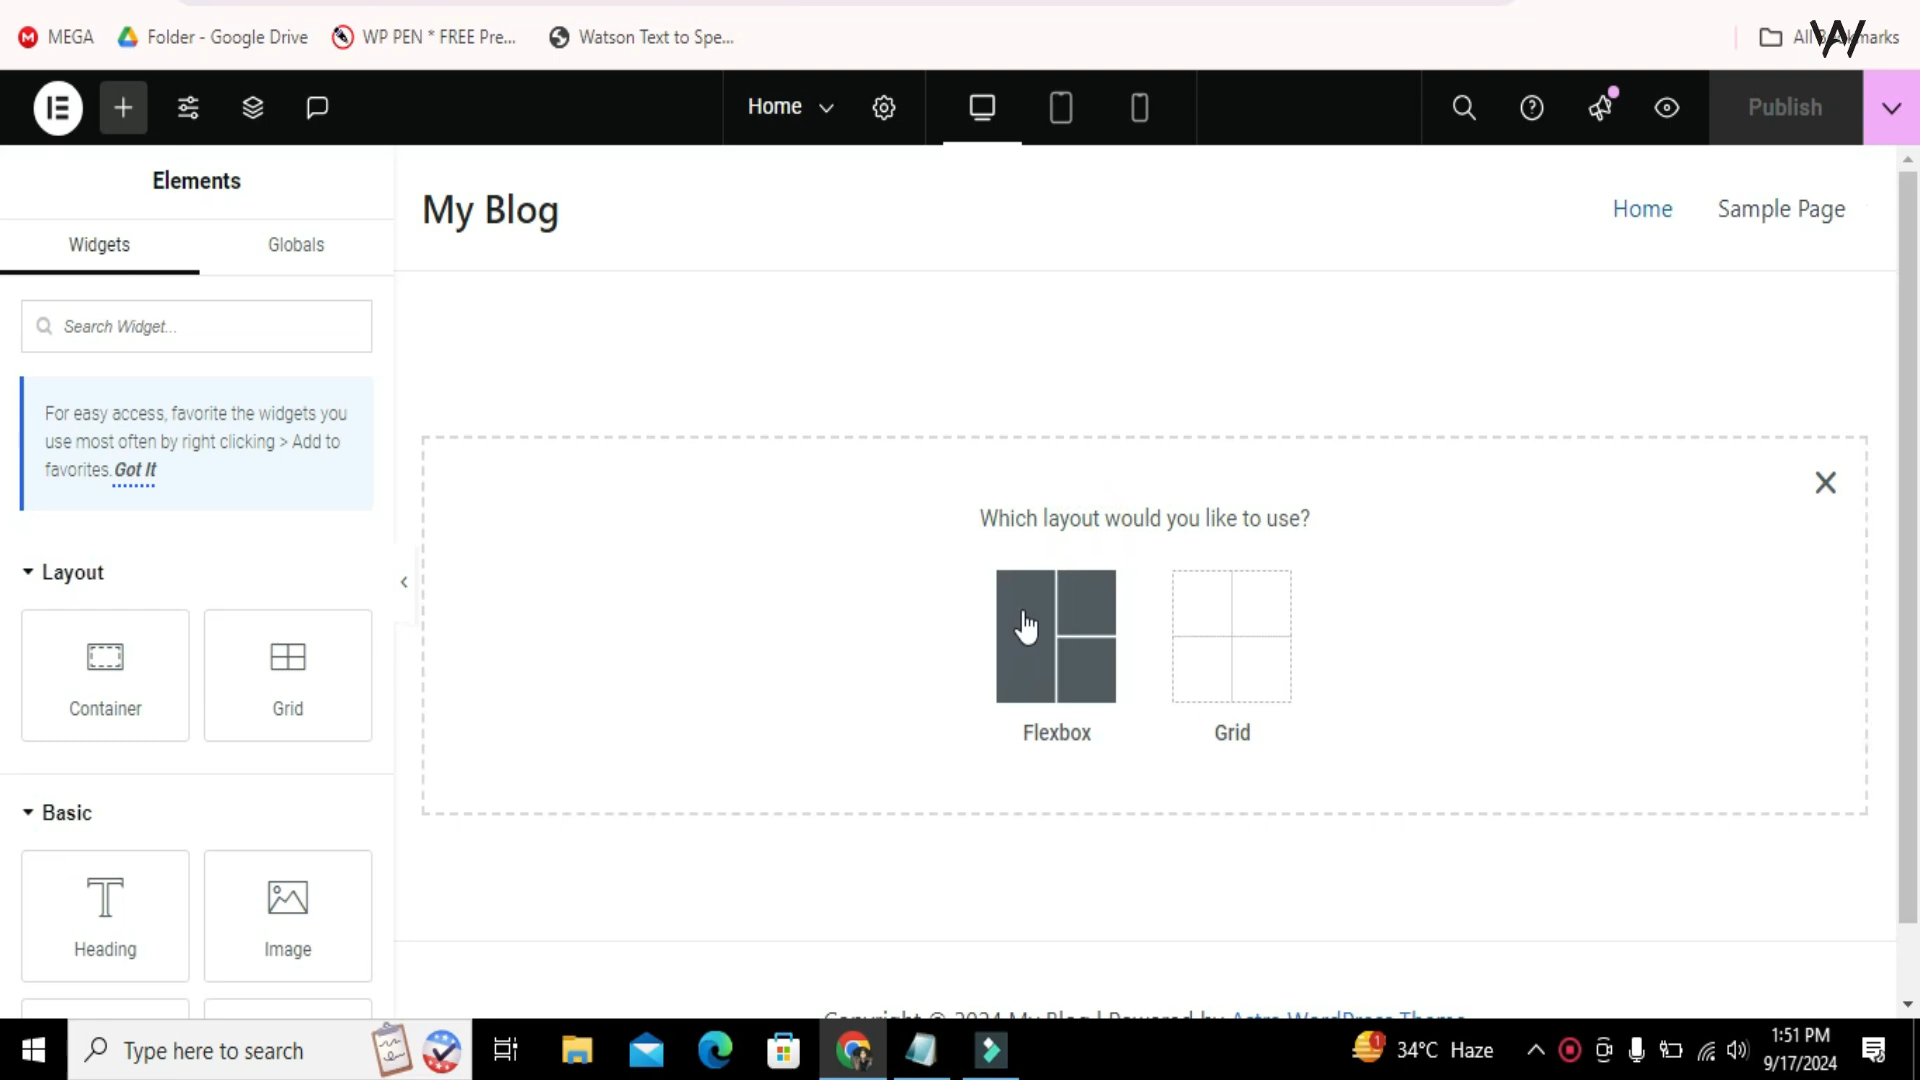 MEGA
Folder - Google Drive
WP PEN * FREE Pre...
Watson Text to Spe...
All Bookmarks
W
Home
Publish
Elements
Widgets
Globals
Search Widget...
For easy access, favorite the widgets you
use most often by right clicking > Add to
favorites. Got It
Layout
Container
Grid
Basic
Heading
Image
My Blog
Home
Sample Page
Which layout would you like to use?
Flexbox
Grid
Copyright © 2024 My Blog | Powered by Astra WordPress Theme
Type here to search
1
34°C Haze
1:51 PM
9/17/2024